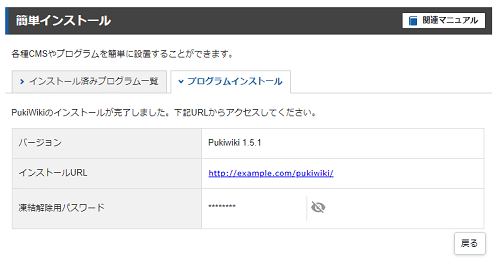 簡単インストール
関連マニュアル
各種CMSやプログラムを簡単に設置することができます。
インストール済みプログラム一覧
プログラムインストール
PukiWikiのインストールが完了しました。下記URLからアクセスしてください。
バージョン
Pukiwiki 1.5.1
インストールURL
http://example.com/pukiwiki/
凍結解除用パスワード
********
戻る